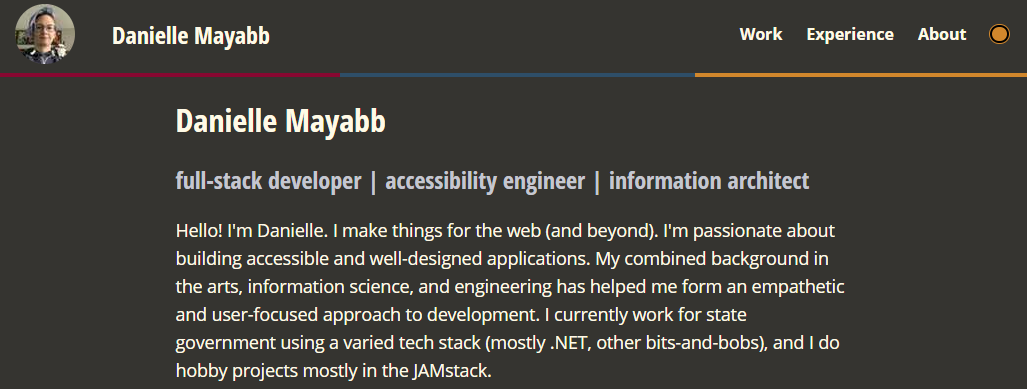 Danielle Mayabb
Work Experience About
Danielle Mayabb
full-stack developer | accessibility engineer | information architect
Hello! I'm Danielle. I make things for the web (and beyond). I'm passionate about
building accessible and well-designed applications. My combined background in
the arts, information science, and engineering has helped me form an empathetic
and user-focused approach to development. I currently work for state
government using a varied tech stack (mostly .NET, other bits-and-bobs), and I do
hobby projects mostly in the JAMstack.